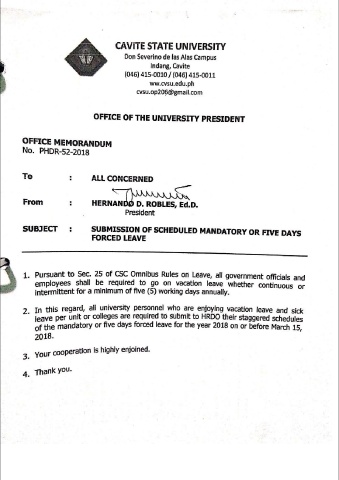 CAVITE STATE UNIVERSITY
Don Severino de las Alas Campus
Indang, Cavite
(046) 415-0010 / (046) 415-0011
ww.cvsu.edu.ph
cvsu.op206@gmail.com
OFFICE OF THE UNIVERSITY PRESIDENT
OFFICE MEMORANDUM
No. PHDR-52-2018
To : ALL CONCERNED
From : HERNANDO D. ROBLES, Ed.D.
President
SUBJECT : SUBMISSION OF SCHEDULED MANDATORY OR FIVE DAYS
FORCED LEAVE
1. Pursuant to Sec. 25 of CSC Omnibus Rules on Leave, all government officials and
employees shall be required to go on vacation leave whether continuous or
intermittent for a minimum of five (5) working days annually.
2. In this regard, all university personnel who are enjoying vacation and sick
leave per unit or colleges are required to submit to HRDO their staggered schedules
of the mandatory or five days forced leave for the year 2018 on or before March 15,
2018.
3. Your cooperation is highly enjoined.
4. Thank you.